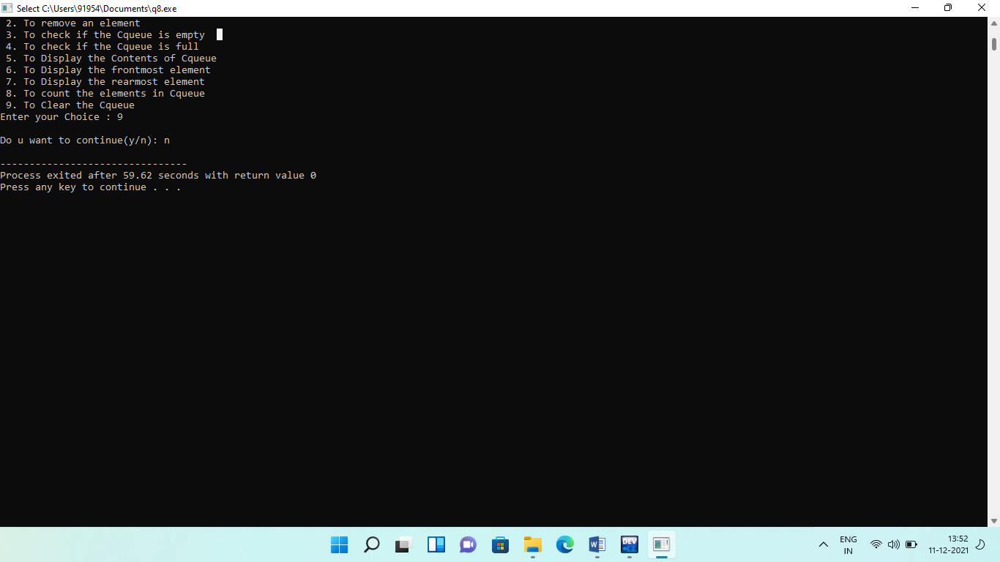 Select C:\Users\91954\Documents\q8.exe
2. To remove an element
3. To check if the Cqueue is empty
4. To check if the Cqueue is full
5. To Display the Contents of Cqueue
6. To Display the frontmost element
7. To Display the rearmost element
8. To count the elements in Cqueue
9. To Clear the Cqueue
Enter your Choice : 9
Do u want to continue(y/n): n
--------------------------------
Process exited after 59.62 seconds with return value 0
Press any key to continue . . .
W
DEV
ENG
IN
13:52
11-12-2021